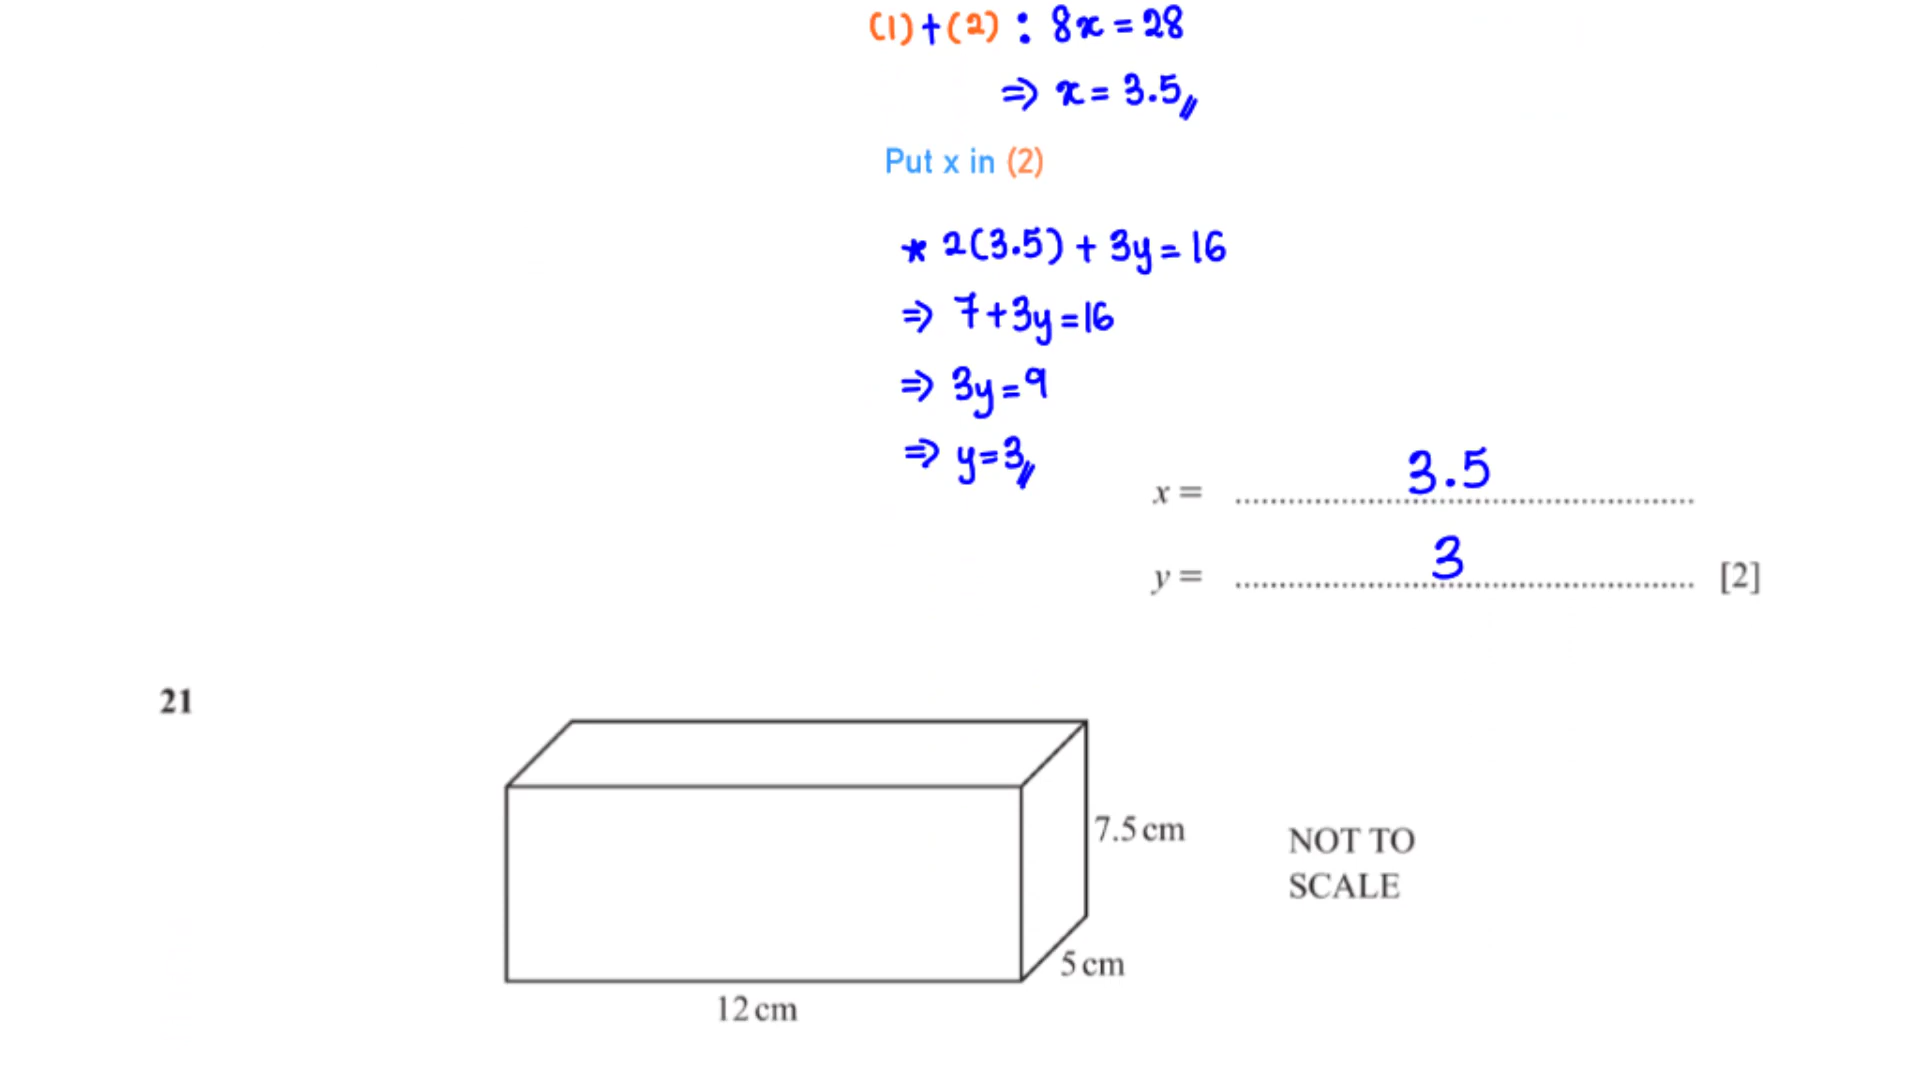 (1)+(2) : 8x = 28
⇒ x = 3.5//
Put x in (2)
* 2(3.5) + 3y = 16
⇒ 7+3y=16
⇒ 3y=9
⇒ y=3//
x = .................... 3.5
y = .................... 3 [2]
21
7.5 cm
NOT TO
SCALE
5 cm
12 cm